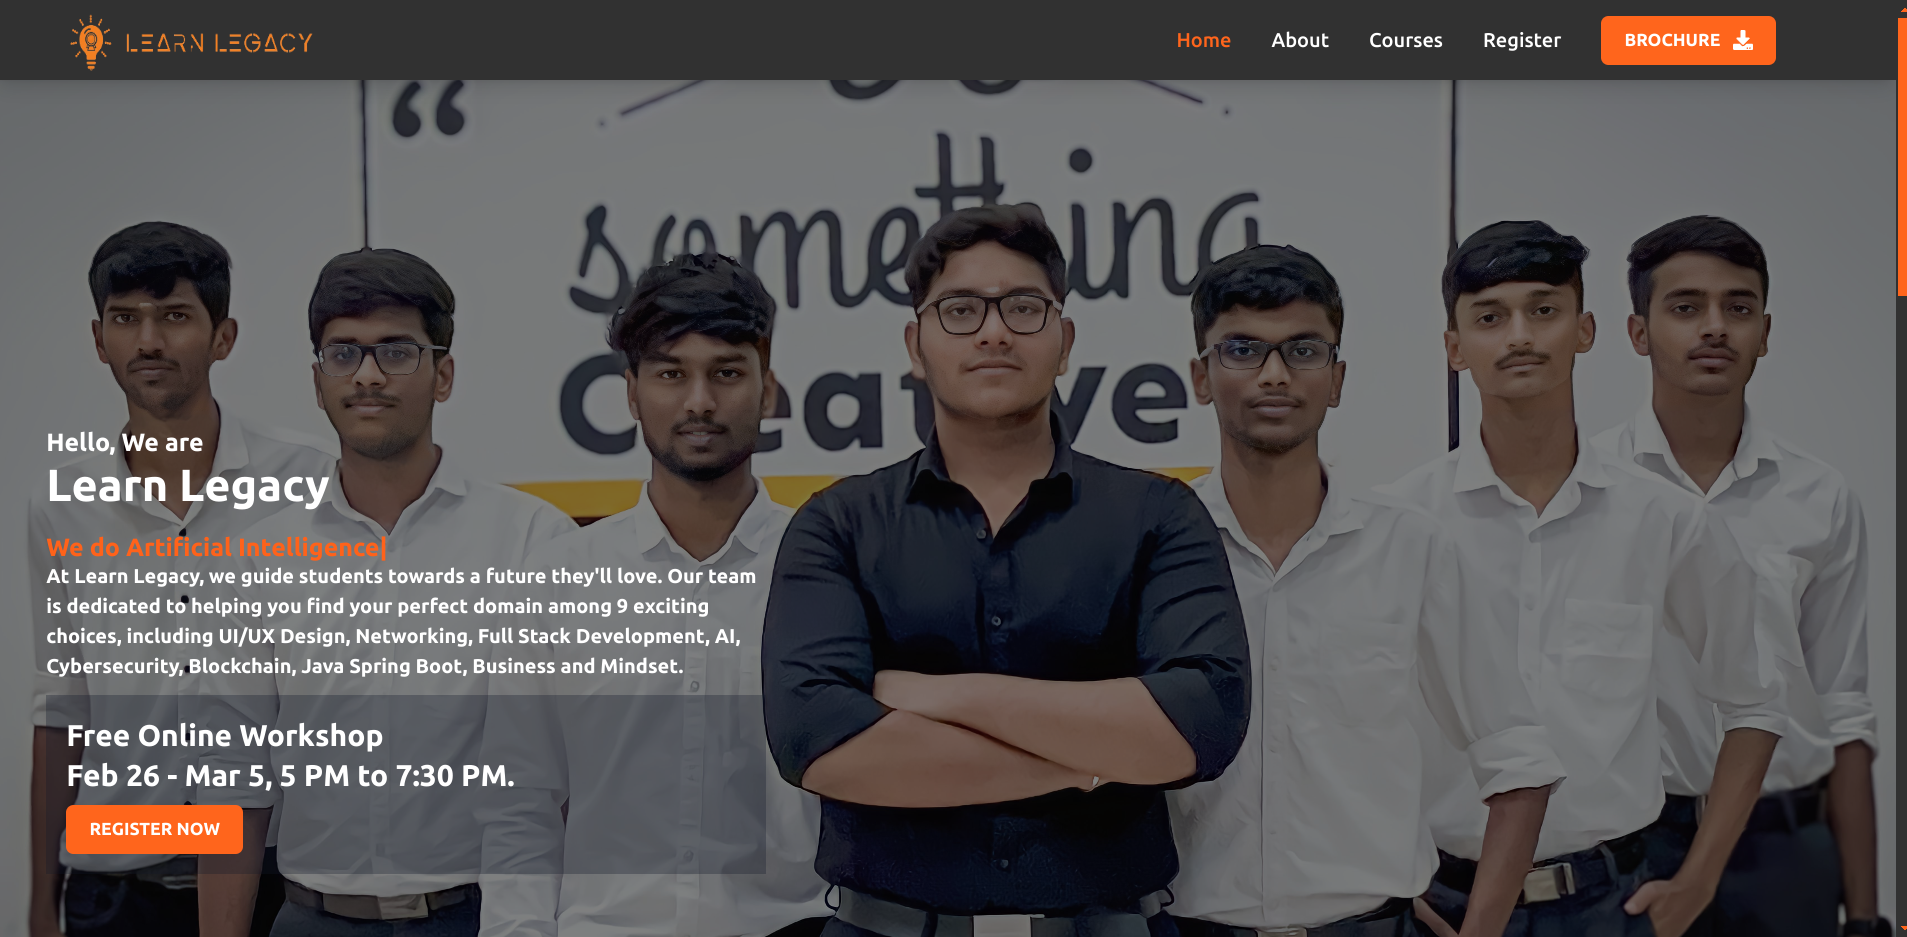 LEARN LEGACY
Home
About
Courses
Register
BROCHURE
“
something
Creative
Hello, We are
Learn Legacy
We do Artificial Intelligence|
At Learn Legacy, we guide students towards a future they'll love. Our team
is dedicated to helping you find your perfect domain among 9 exciting
choices, including UI/UX Design, Networking, Full Stack Development, AI,
Cybersecurity, Blockchain, Java Spring Boot, Business and Mindset.
Free Online Workshop
Feb 26 - Mar 5, 5 PM to 7:30 PM.
REGISTER NOW